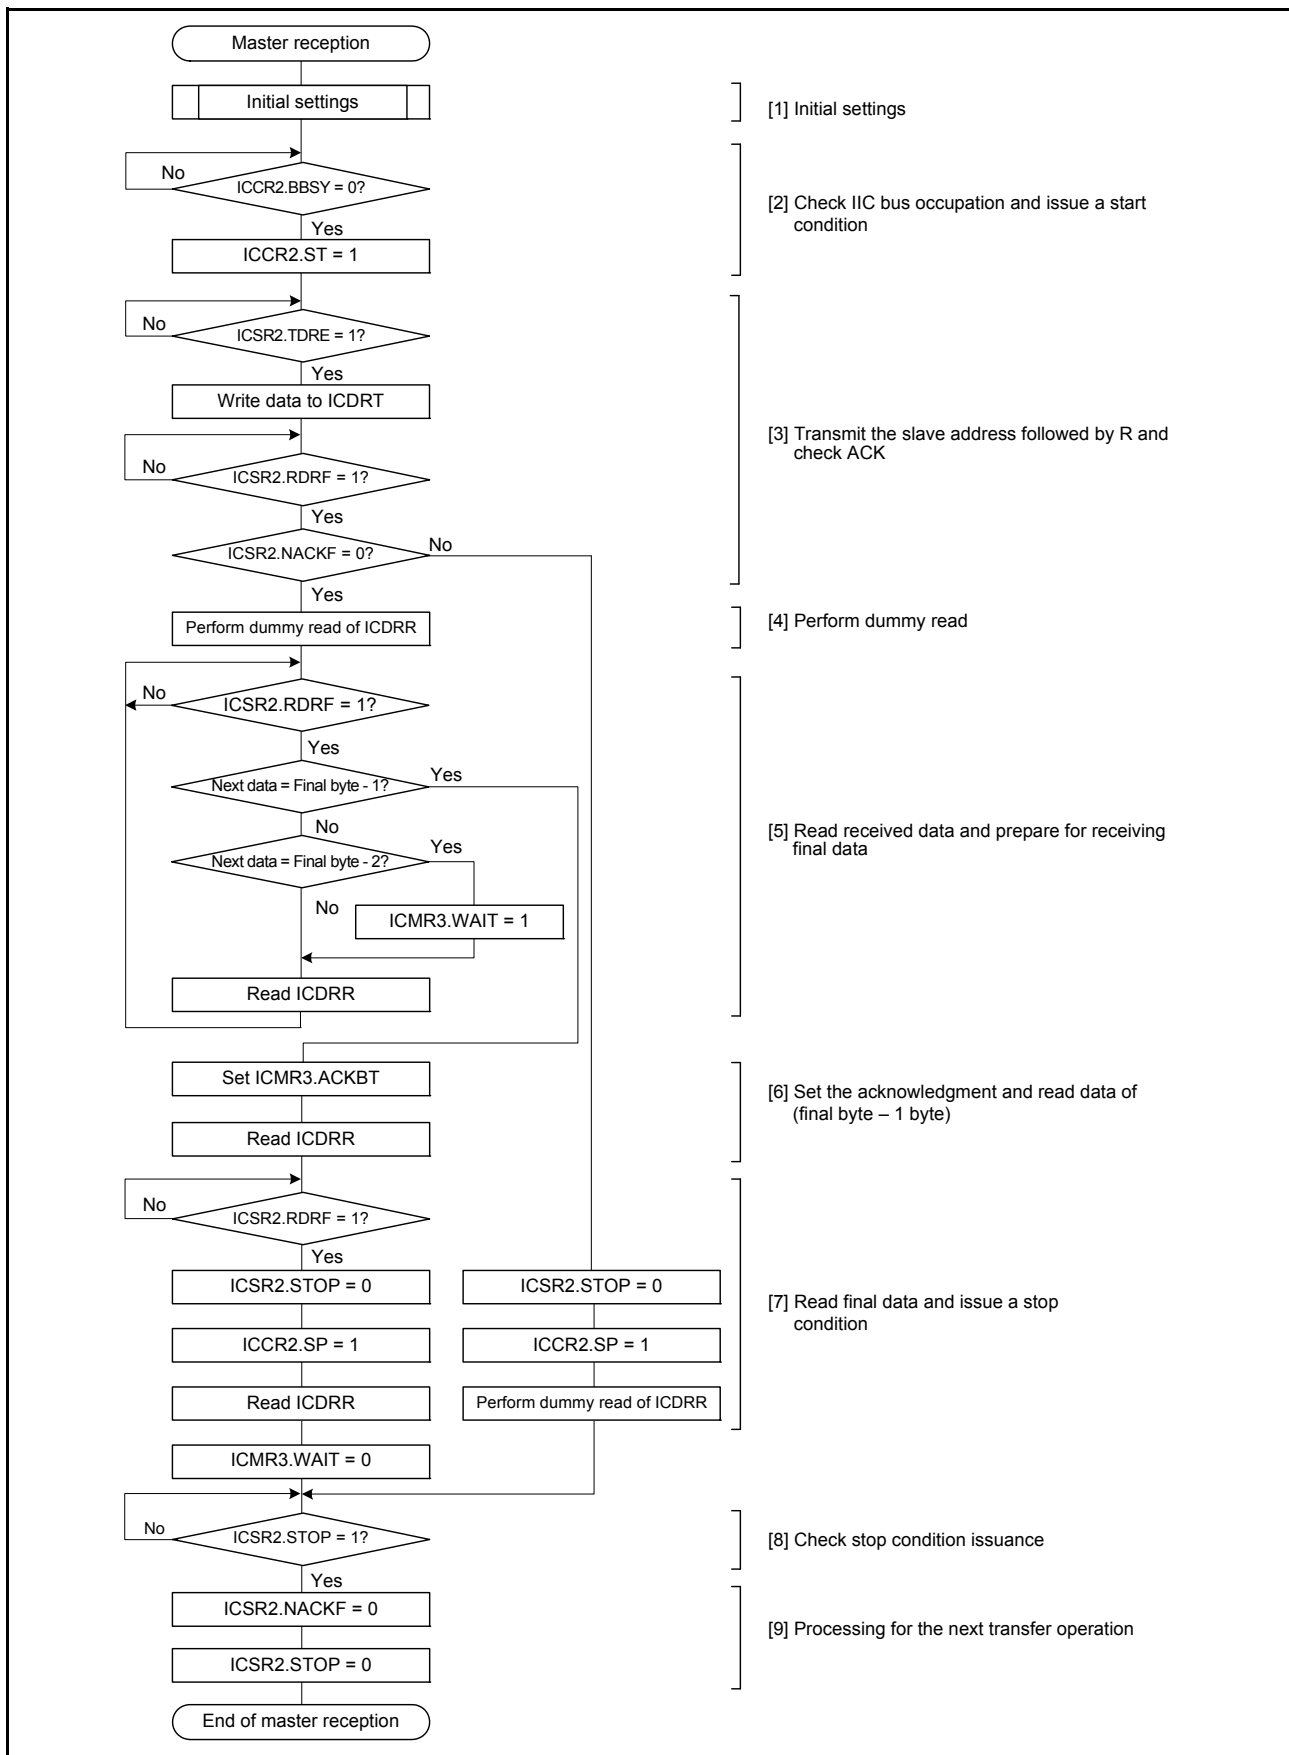 Master reception
Initial settings
[1] Initial settings
No
ICCR2.BBSY = 0?
Yes
ICCR2.ST = 1
[2] Check IIC bus occupation and issue a start
condition
No
ICSR2.TDRE = 1?
Yes
Write data to ICDRT
No
ICSR2.RDRF = 1?
Yes
ICSR2.NACKF = 0?
No
Yes
[3] Transmit the slave address followed by R and
check ACK
Perform dummy read of ICDRR
[4] Perform dummy read
No
ICSR2.RDRF = 1?
Yes
Next data = Final byte - 1?
Yes
No
Next data = Final byte - 2?
Yes
No
ICMR3.WAIT = 1
Read ICDRR
[5] Read received data and prepare for receiving
final data
Set ICMR3.ACKBT
Read ICDRR
[6] Set the acknowledgment and read data of
(final byte – 1 byte)
No
ICSR2.RDRF = 1?
Yes
ICSR2.STOP = 0
ICCR2.SP = 1
Read ICDRR
ICMR3.WAIT = 0
ICSR2.STOP = 0
ICCR2.SP = 1
Perform dummy read of ICDRR
[7] Read final data and issue a stop
condition
No
ICSR2.STOP = 1?
Yes
[8] Check stop condition issuance
ICSR2.NACKF = 0
ICSR2.STOP = 0
[9] Processing for the next transfer operation
End of master reception